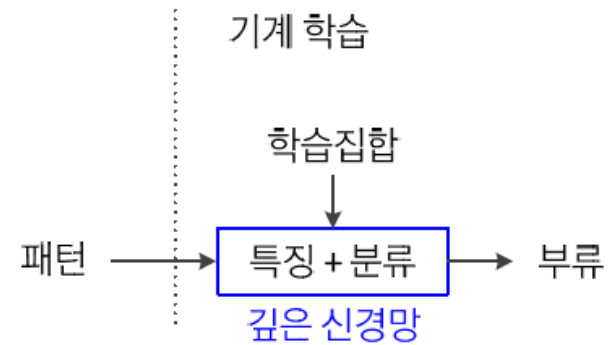 기계 학습
학습집합
패턴
특징 + 분류
부류
깊은 신경망